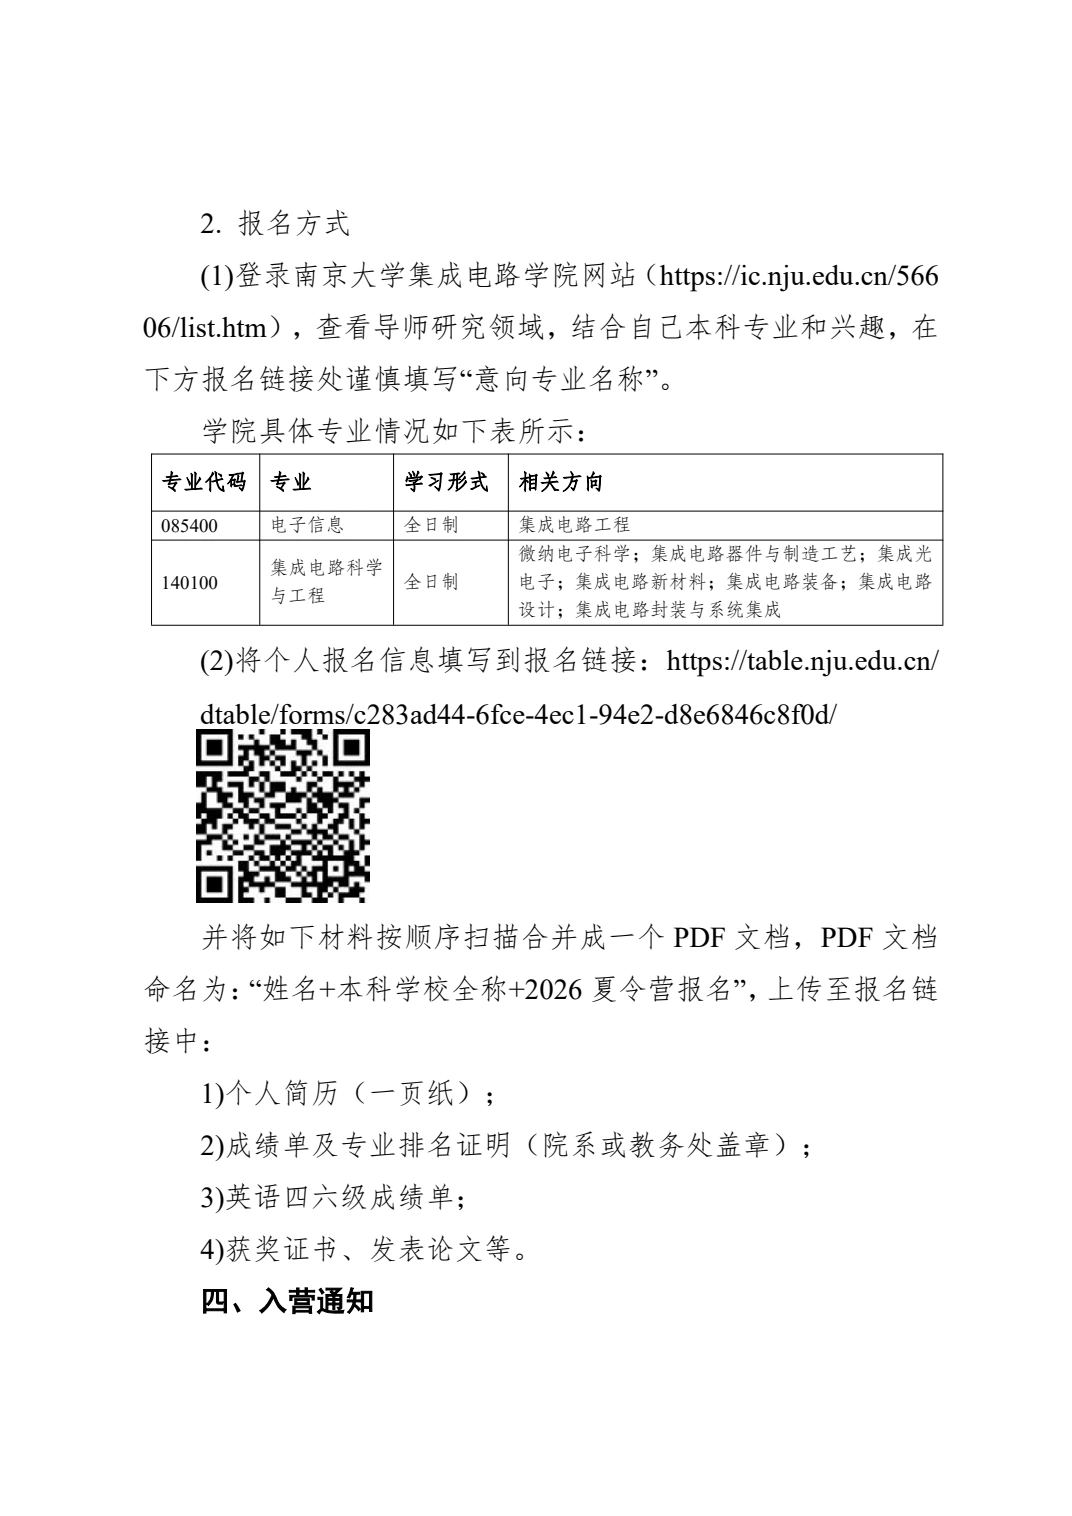 2. 报名方式
(1)登录南京大学集成电路学院网站（https://ic.nju.edu.cn/566
06/list.htm），查看导师研究领域，结合自己本科专业和兴趣，在
下方报名链接处谨慎填写“意向专业名称”。
学院具体专业情况如下表所示：
专业代码 专业 学习形式 相关方向
085400 电子信息 全日制 集成电路工程
140100 集成电路科学
与工程 全日制 微纳电子科学；集成电路器件与制造工艺；集成光
电子；集成电路新材料；集成电路装备；集成电路
设计；集成电路封装与系统集成
(2)将个人报名信息填写到报名链接：https://table.nju.edu.cn/
dtable/forms/c283ad44-6fce-4ec1-94e2-d8e6846c8f0d/
并将如下材料按顺序扫描合并成一个 PDF 文档，PDF 文档
命名为：“姓名+本科学校全称+2026 夏令营报名”，上传至报名链
接中：
1)个人简历（一页纸）；
2)成绩单及专业排名证明（院系或教务处盖章）；
3)英语四六级成绩单；
4)获奖证书、发表论文等。
四、入营通知